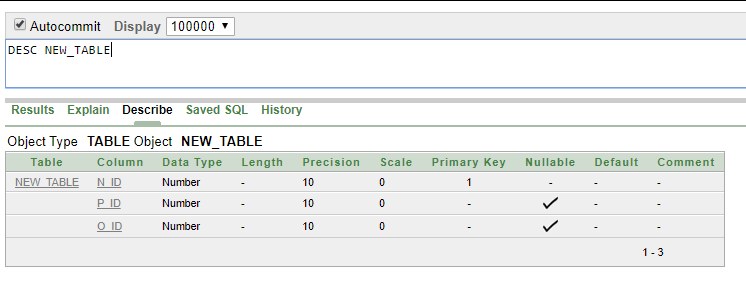 Autocommit Display 100000
DESC NEW_TABLE
Results Explain Describe Saved SQL History
Object Type TABLE Object NEW_TABLE
Table Column Data Type Length Precision Scale Primary Key Nullable Default Comment
NEW_TABLE N_ID Number - 10 0 1 - - -
P_ID Number - 10 0 - ✓ - -
O_ID Number - 10 0 - ✓ - -
1 - 3